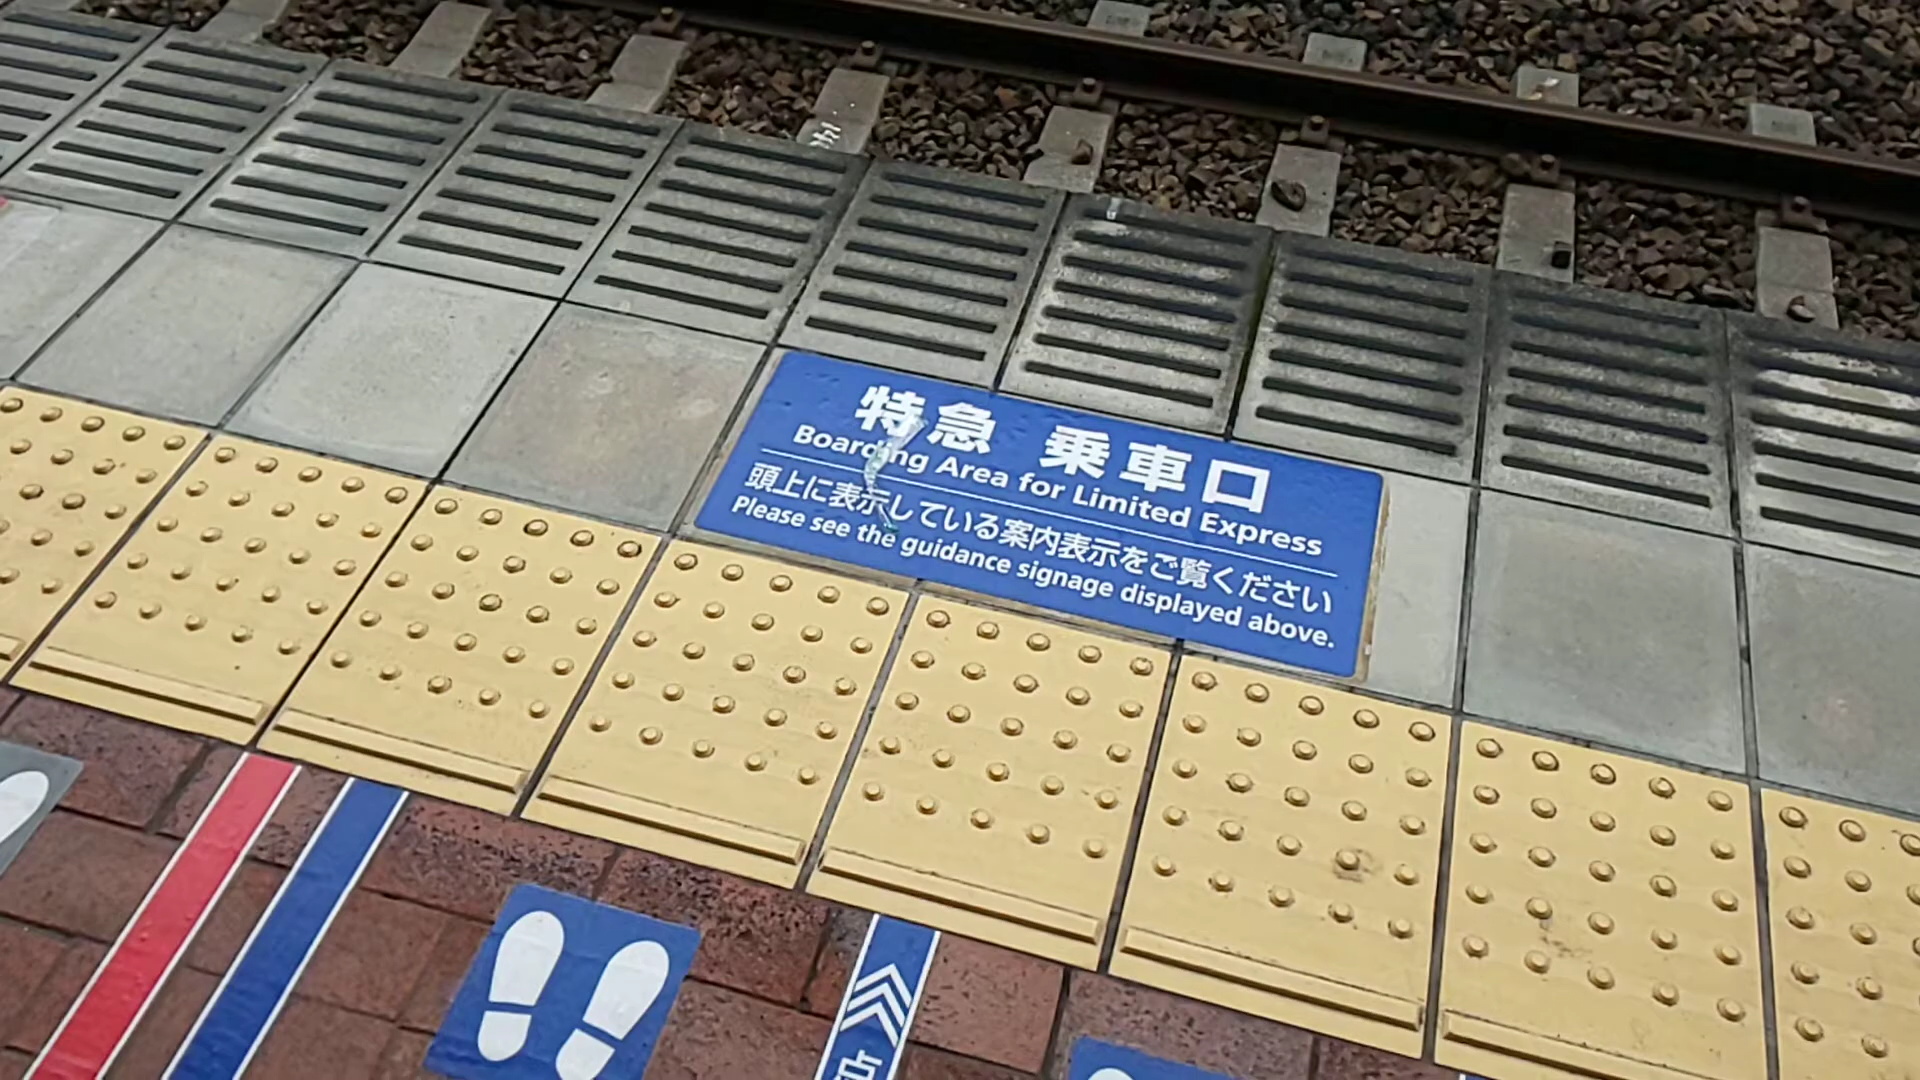 特急 乗車口
Boarding Area for Limited Express
頭上に表示している案内表示をご覧ください
Please see the guidance signage displayed above.